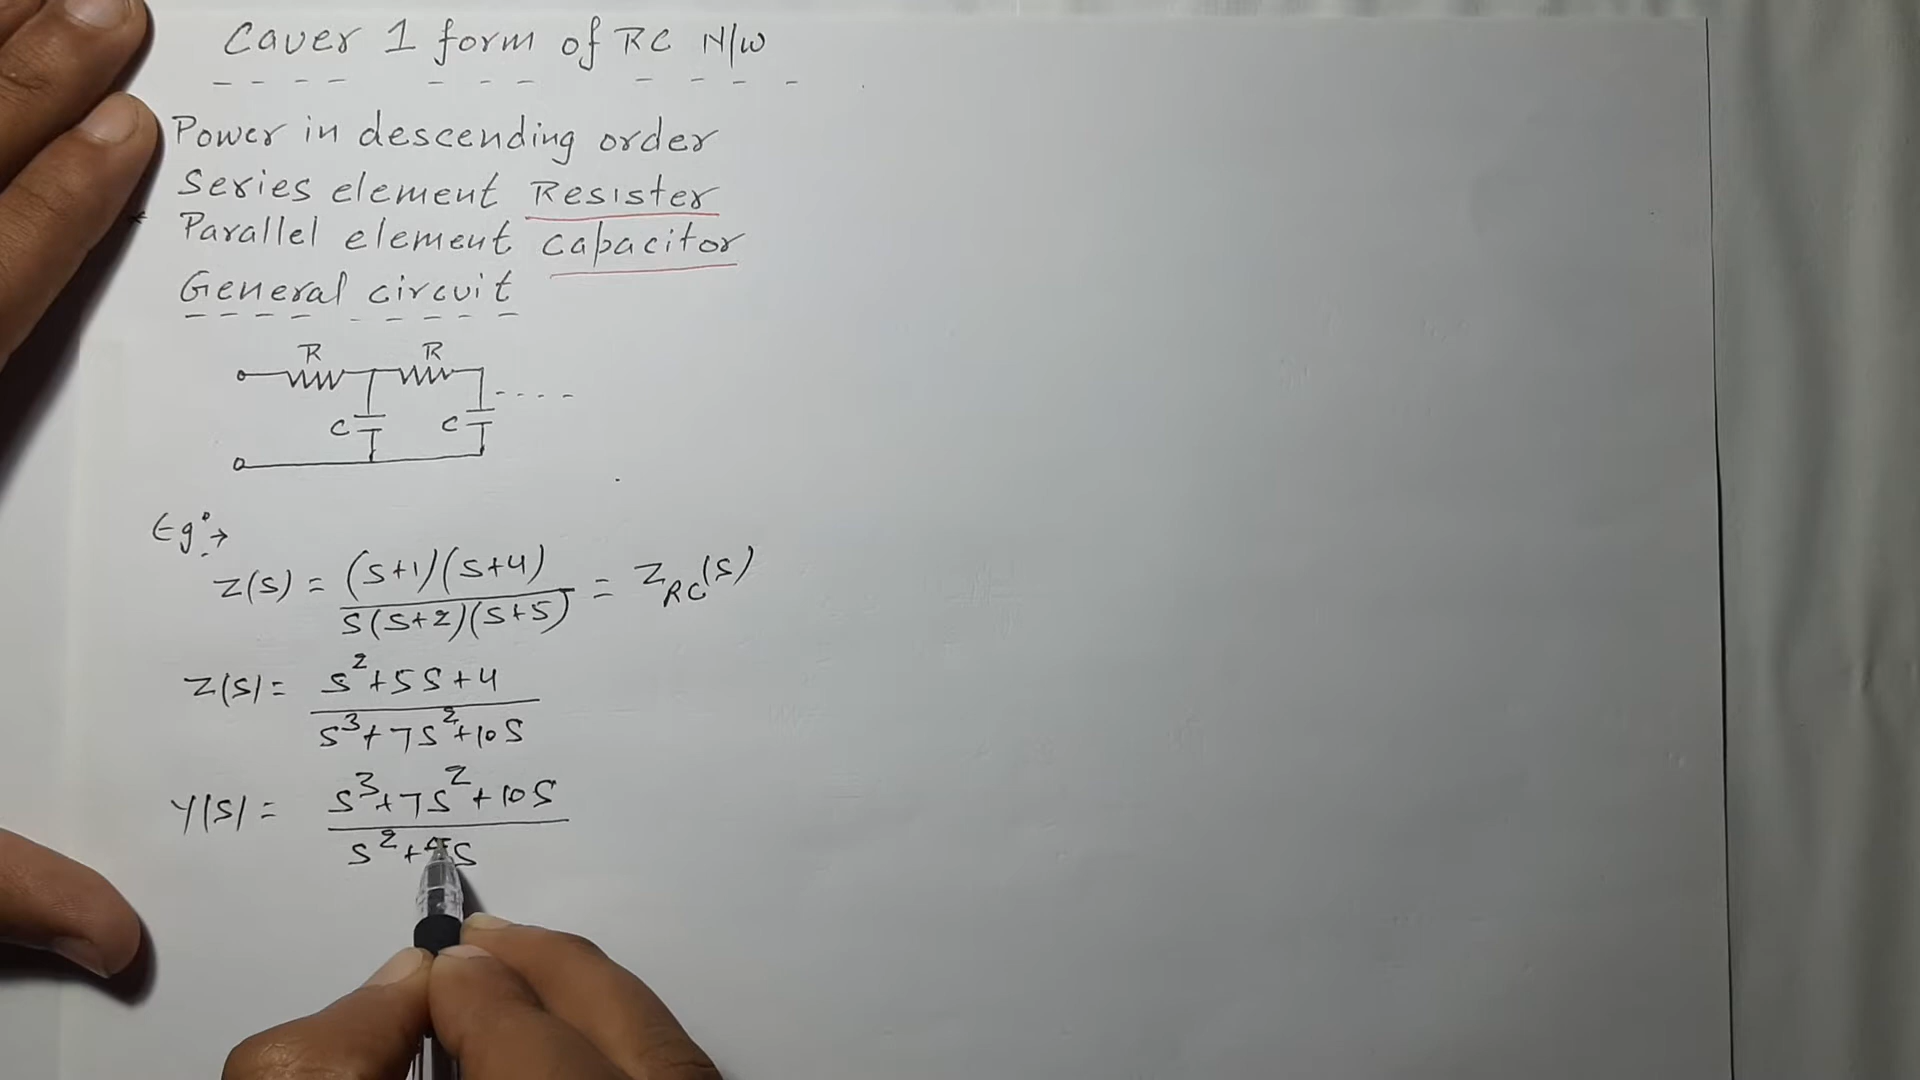 Cauer 1 form of RC N/W
Power in descending order
Series element Resister
Parallel element capacitor
General circuit
R R
C C
Eg:→
Z(S) = (S+1)(S+4) / S(S+2)(S+5) = Z_RC(S)
Z(S) = S²+5S+4 / S³+7S²+10S
Y(S) = S³+7S²+10S / S²+5S